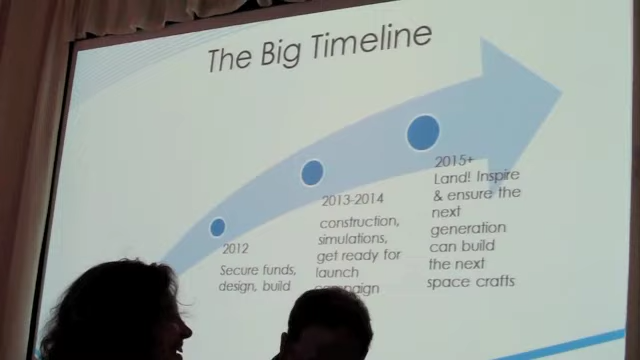 The Big Timeline
2012
Secure funds,
design, build
2013-2014
construction,
simulations,
get ready for
launch
campaign
2015+
Land! Inspire
& ensure the
next
generation
can build
the next
space crafts